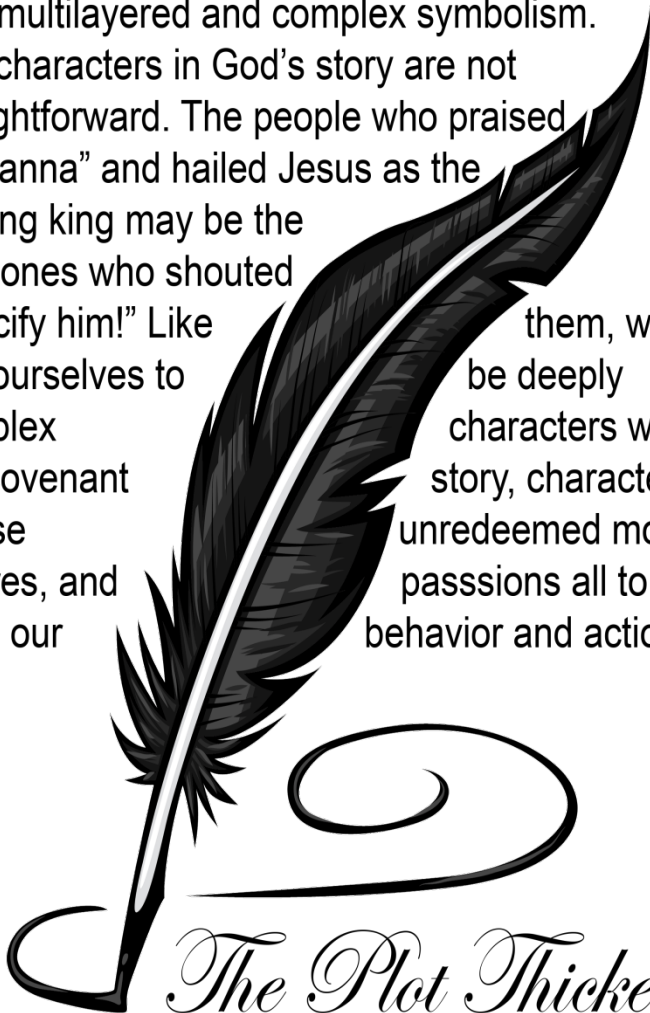 multilayered and complex symbolism.
characters in God’s story are not
ghtforward. The people who praised
anna” and hailed Jesus as the
ng king may be the
ones who shouted
cify him!” Like them, w
ourselves to be deeply
plex characters w
ovenant story, characte
se unredeemed mo
ves, and passsions all to
our behavior and actio
The Plot Thicke